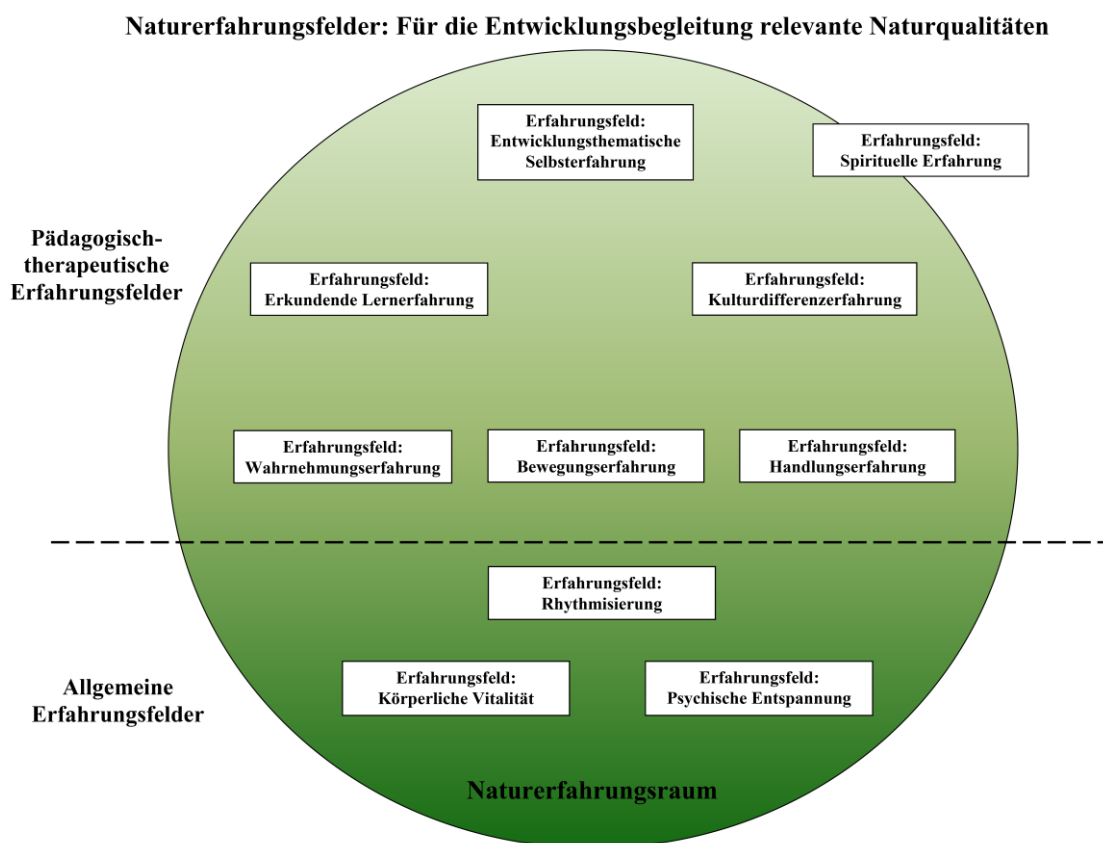 Naturerfahrungsfelder: Für die Entwicklungsbegleitung relevante Naturqualitäten
Erfahrungsfeld:
Entwicklungsthematische
Selbsterfahrung
Erfahrungsfeld:
Spirituelle Erfahrung
Pädagogisch-
therapeutische
Erfahrungsfelder
Erfahrungsfeld:
Erkundende Lernerfahrung
Erfahrungsfeld:
Kulturdifferenzerfahrung
Erfahrungsfeld:
Wahrnehmungserfahrung
Erfahrungsfeld:
Bewegungserfahrung
Erfahrungsfeld:
Handlungserfahrung
Erfahrungsfeld:
Rhythmisierung
Allgemeine
Erfahrungsfelder
Erfahrungsfeld:
Körperliche Vitalität
Erfahrungsfeld:
Psychische Entspannung
Naturerfahrungsraum